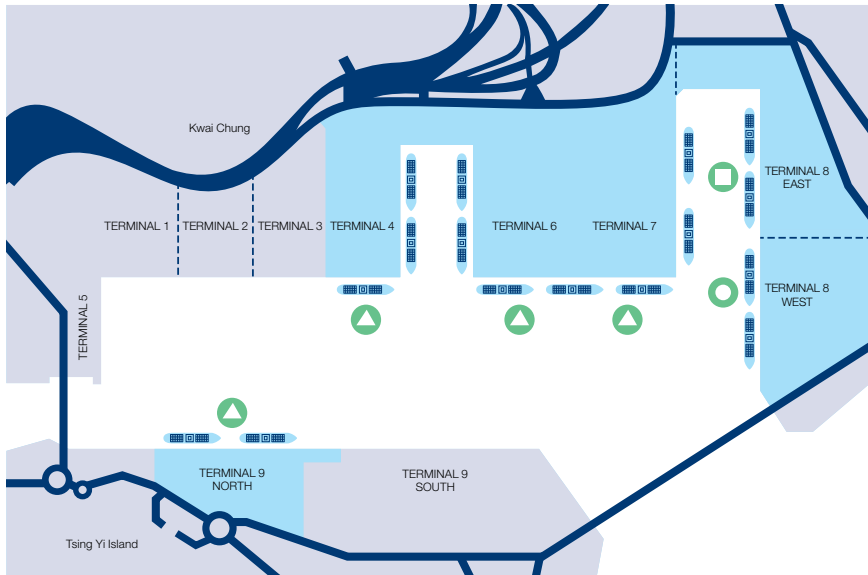 Kwai Chung
TERMINAL 8
EAST
TERMINAL 1
TERMINAL 2
TERMINAL 3
TERMINAL 4
TERMINAL 6
TERMINAL 7
TERMINAL 8
WEST
TERMINAL 5
TERMINAL 9
NORTH
TERMINAL 9
SOUTH
Tsing Yi Island